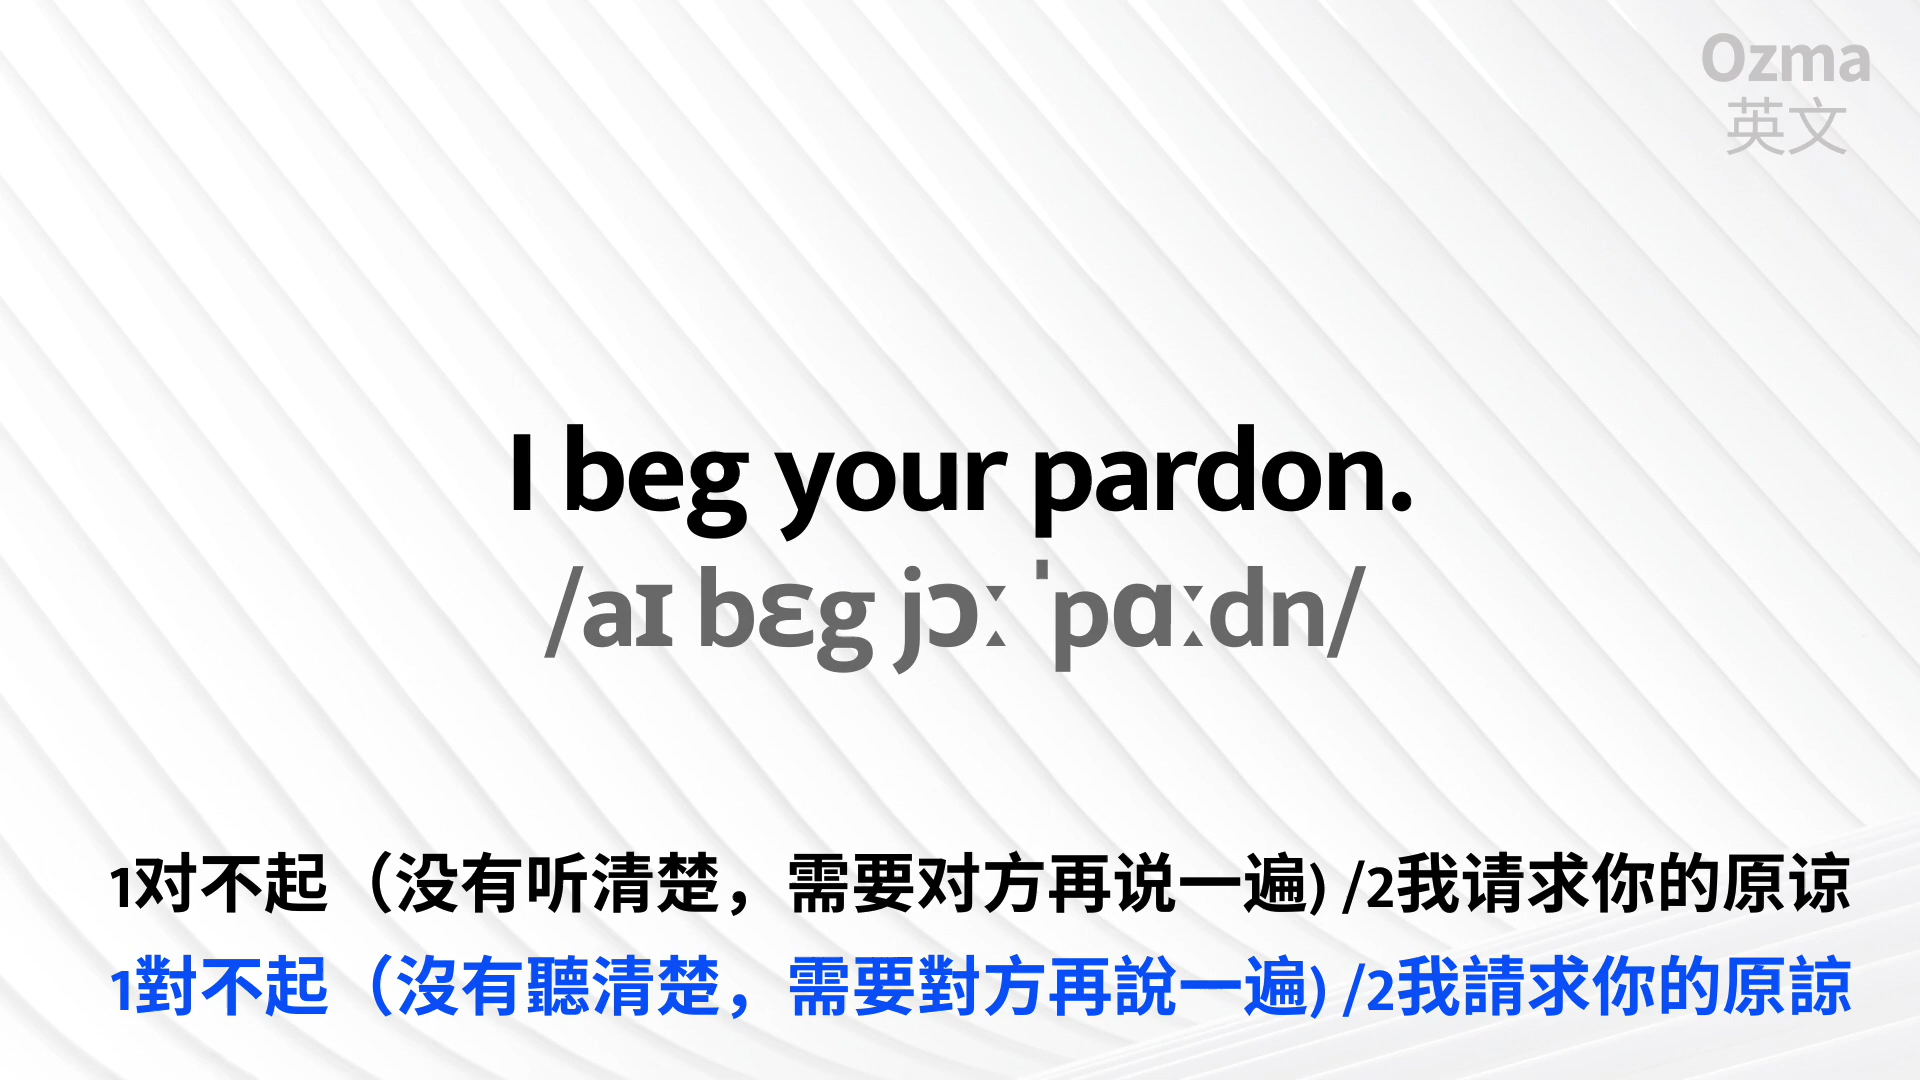 Ozma
英文
I beg your pardon.
/aɪ bɛg jɔː ˈpɑːdn/
1对不起（没有听清楚，需要对方再说一遍) /2我请求你的原谅
1對不起（沒有聽清楚，需要對方再說一遍) /2我請求你的原諒